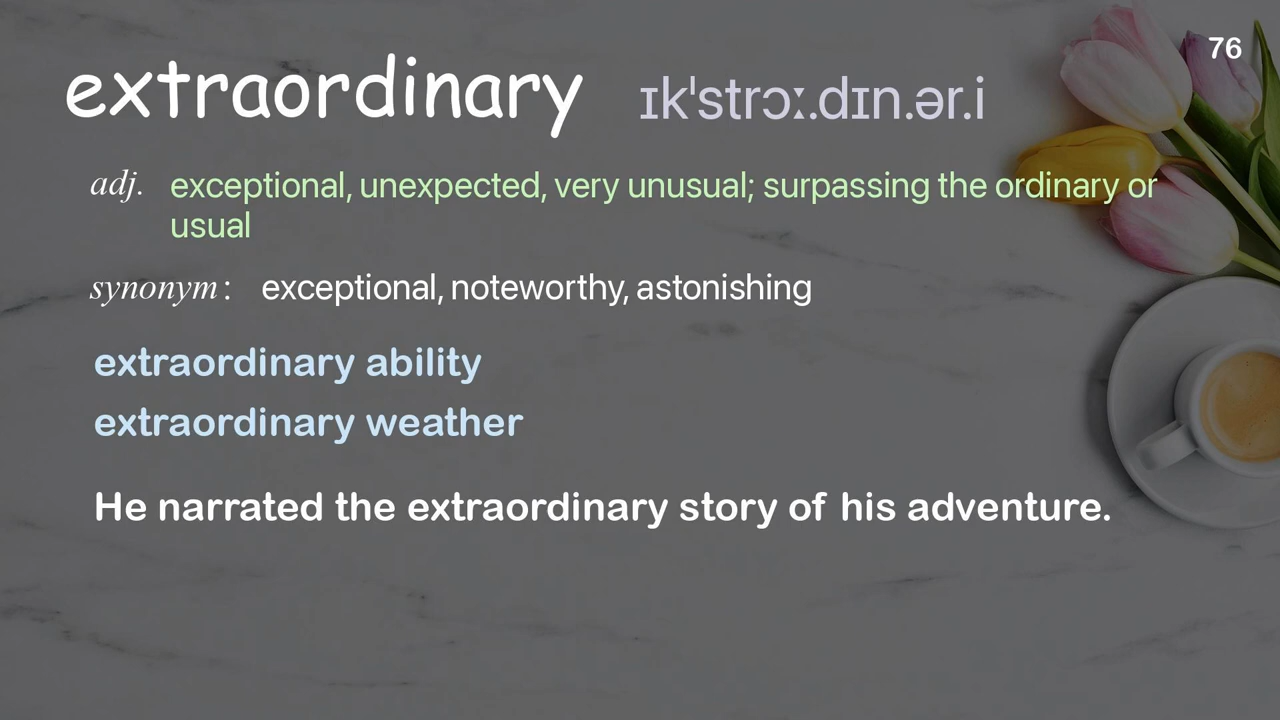 76
extraordinary ɪkˈstrɔː.dɪn.ər.i
adj. exceptional, unexpected, very unusual; surpassing the ordinary or
usual
synonym: exceptional, noteworthy, astonishing
extraordinary ability
extraordinary weather
He narrated the extraordinary story of his adventure.